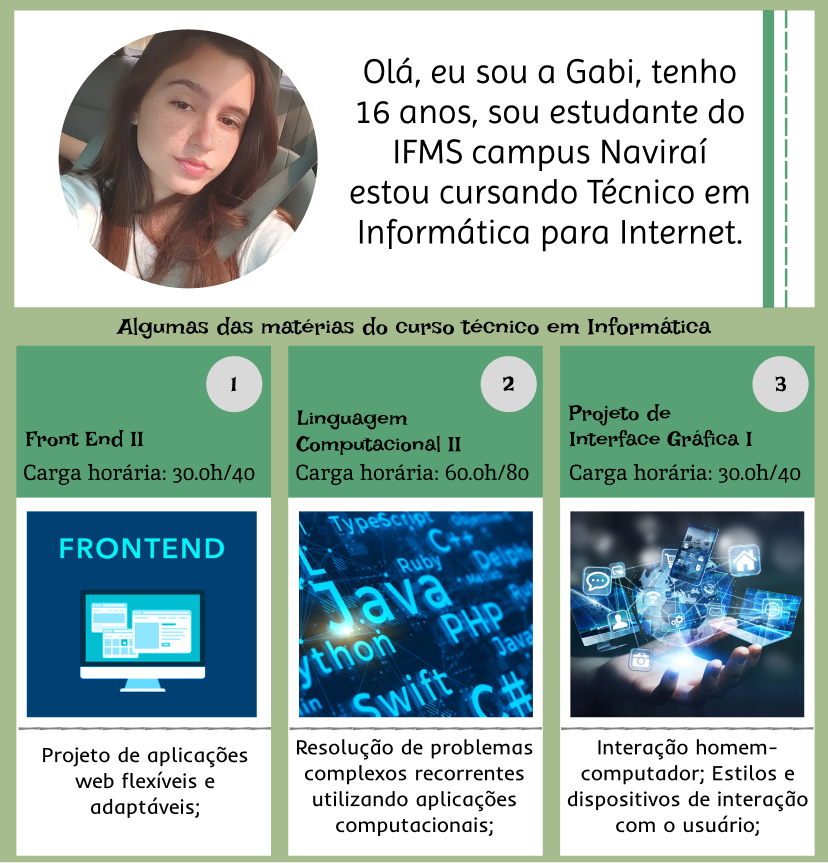 Olá, eu sou a Gabi, tenho
16 anos, sou estudante do
IFMS campus Naviraí
estou cursando Técnico em
Informática para Internet.
Algumas das matérias do curso técnico em Informática
1
Front End II
Carga horária: 30.0h/40
FRONTEND
Projeto de aplicações
web flexíveis e
adaptáveis;
2
Linguagem
Computacional II
Carga horária: 60.0h/80
TypeScript
C++
Ruby
Delphi
Java
PHP
Java
ython
Swift
C#
Resolução de problemas
complexos recorrentes
utilizando aplicações
computacionais;
3
Projeto de
Interface Gráfica I
Carga horária: 30.0h/40
Interação homem-
computador; Estilos e
dispositivos de interação
com o usuário;